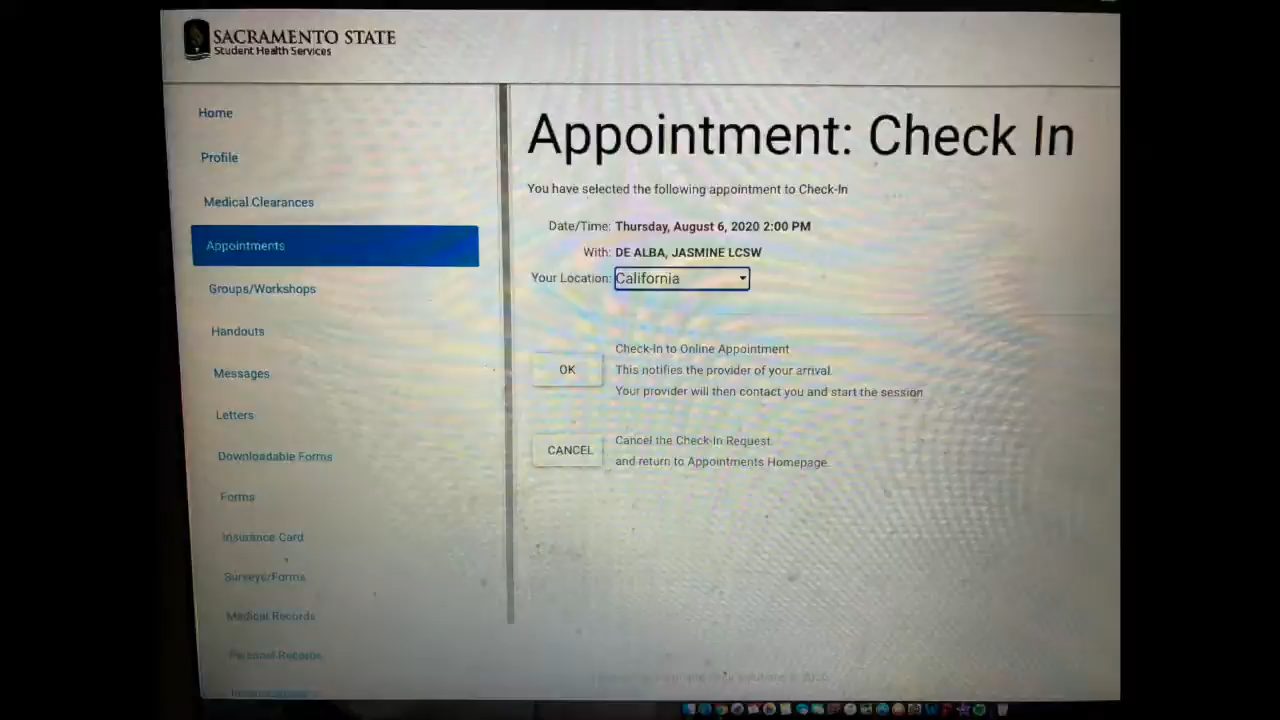 SACRAMENTO STATE
Student Health Services
Home
Profile
Medical Clearances
Appointments
Groups/Workshops
Handouts
Messages
Letters
Downloadable Forms
Forms
Insurance Card
Surveys/Forms
Medical Records
Personal Records
Appointment: Check In
You have selected the following appointment to Check-In
Date/Time: Thursday, August 6, 2020 2:00 PM
With: DE ALBA, JASMINE LCSW
Your Location: California
OK
Check-In to Online Appointment
This notifies the provider of your arrival.
Your provider will then contact you and start the session
CANCEL
Cancel the Check-In Request.
and return to Appointments Homepage.